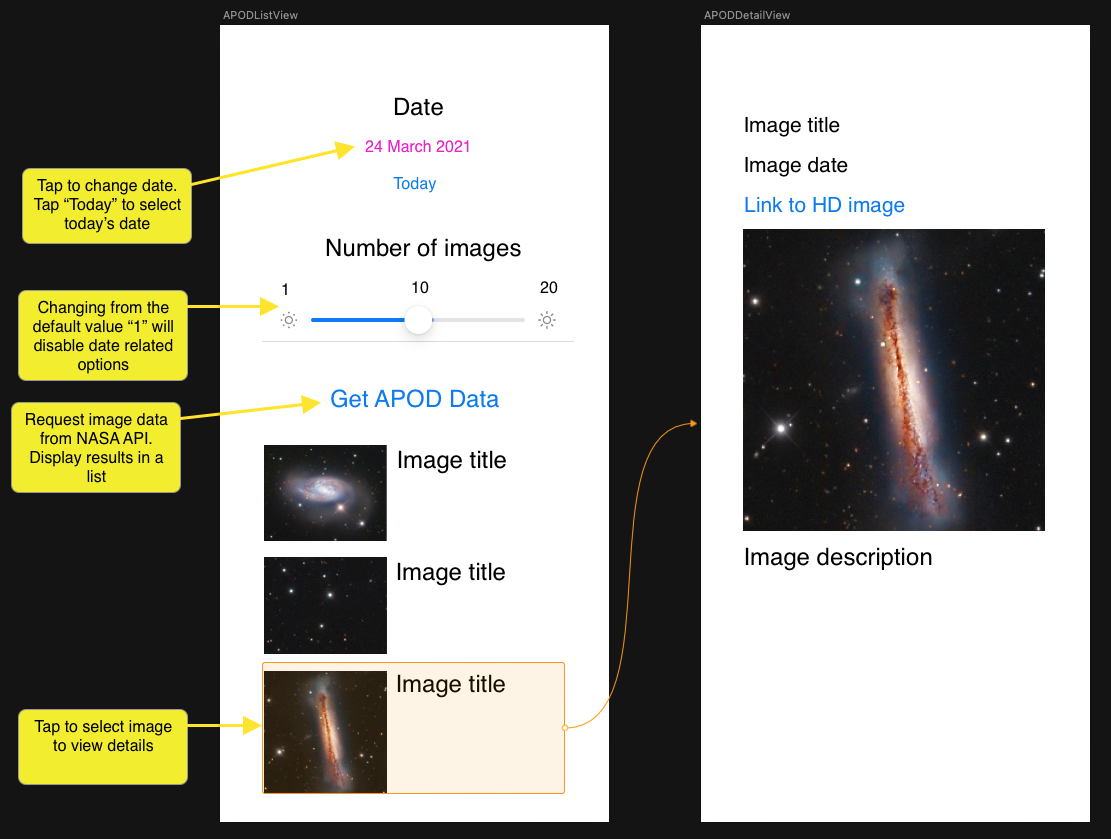 APODListView
Date
24 March 2021
Today
Tap to change date.
Tap “Today” to select
today’s date
Number of images
1
10
20
Changing from the
default value “1” will
disable date related
options
Get APOD Data
Request image data
from NASA API.
Display results in a
list
Image title
Image title
Image title
Tap to select image
to view details
APODDetailView
Image title
Image date
Link to HD image
Image description